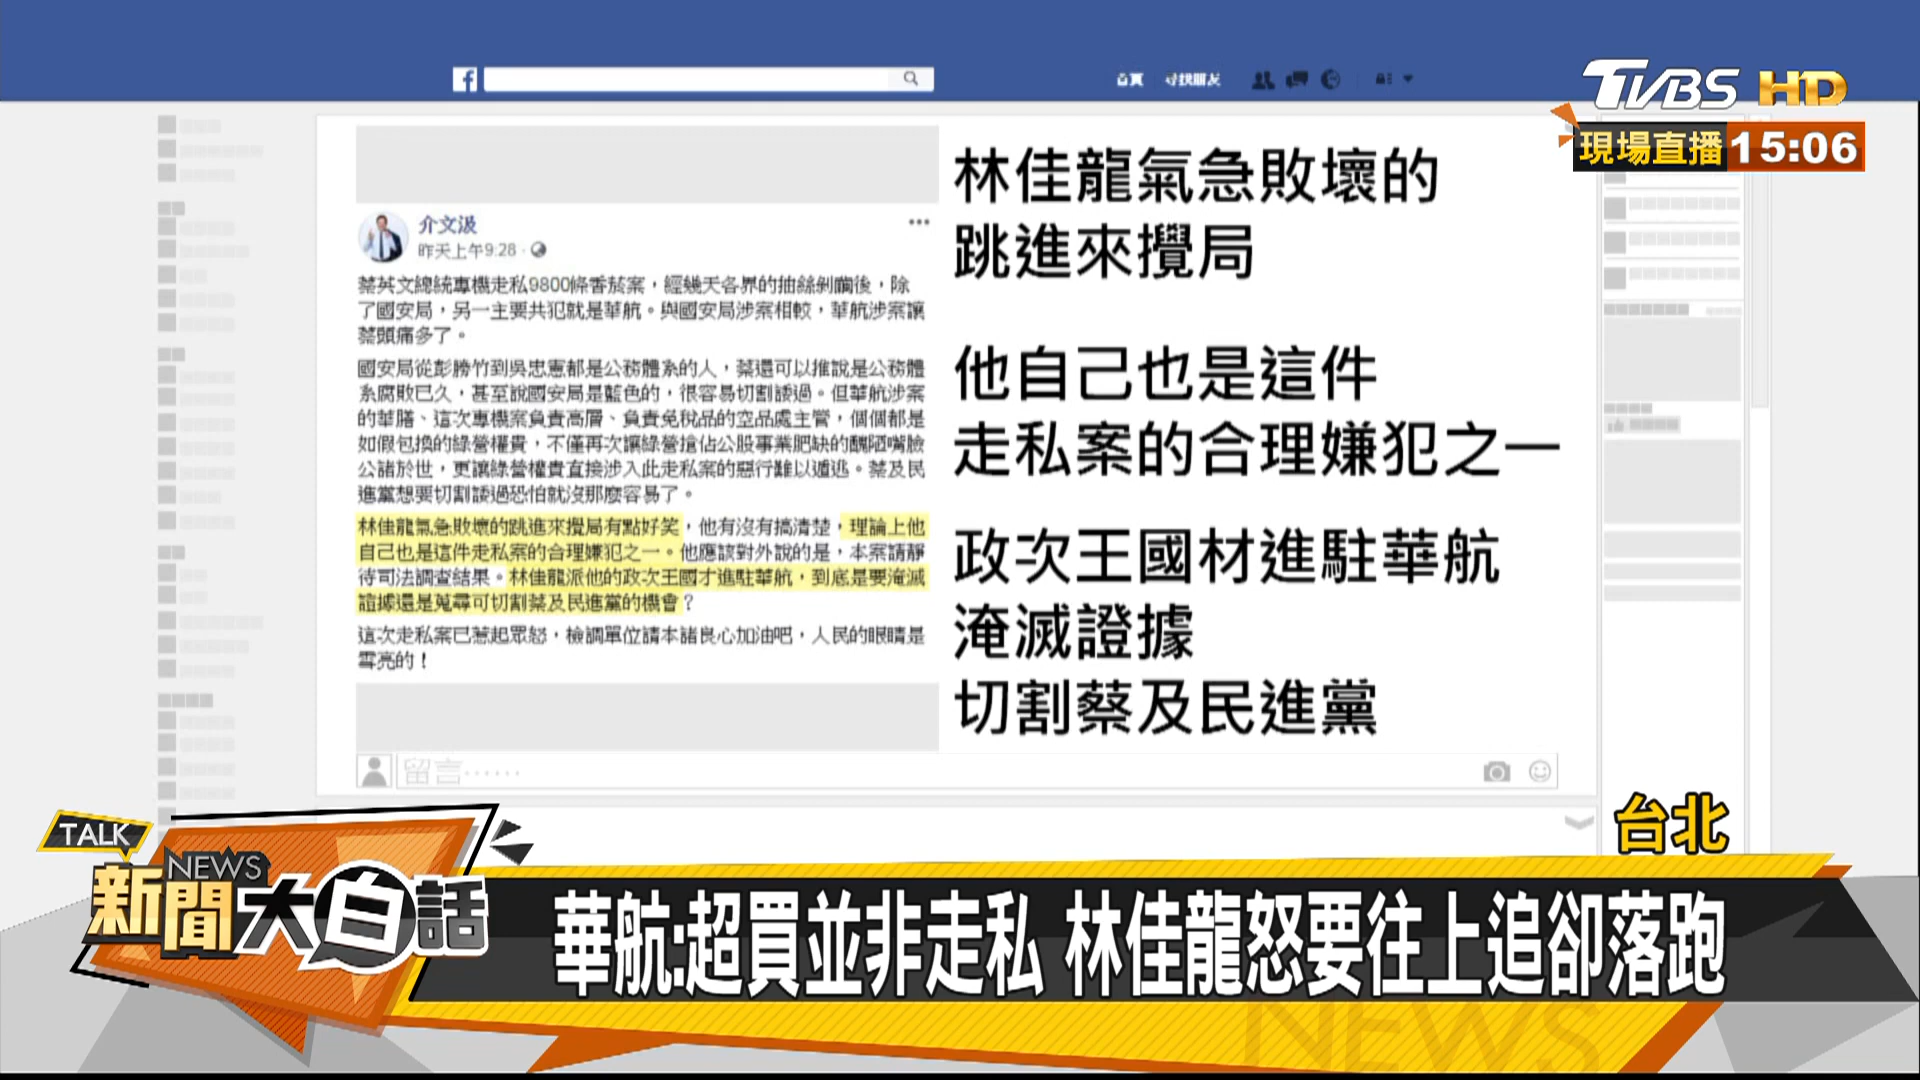 首頁 尋找朋友
TVBS HD
現場直播 15:06
介文汲
昨天上午9:28
蔡英文總統專機走私9800條香菸案，經幾天各界的抽絲剝繭後，除
了國安局，另一主要共犯就是華航。與國安局涉案相較，華航涉案讓
蔡頭痛多了。
國安局從彭勝竹到吳忠憲都是公務體系的人，蔡還可以推說是公務體
系腐敗已久，甚至說國安局是藍色的，很容易切割諉過。但華航涉案
的華膳、這次專機案負責高層、負責免稅品的空品處主管，個個都是
如假包換的綠營權貴，不僅再次讓綠營搶佔公股事業肥缺的醜陋嘴臉
公諸於世，更讓綠營權貴直接涉入此走私案的惡行難以遁逃。蔡及民
進黨想要切割諉過恐怕就沒那麼容易了。
林佳龍氣急敗壞的跳進來攪局有點好笑，他有沒有搞清楚，理論上他
自己也是這件走私案的合理嫌犯之一。他應該對外說的是，本案請靜
待司法調查結果。林佳龍派他的政次王國才進駐華航，到底是要淹滅
證據還是蒐尋可切割蔡及民進黨的機會？
這次走私案已惹起眾怒，檢調單位請本諸良心加油吧，人民的眼睛是
雪亮的！
林佳龍氣急敗壞的
跳進來攪局
他自己也是這件
走私案的合理嫌犯之一
政次王國材進駐華航
淹滅證據
切割蔡及民進黨
留言⋯⋯
台北
TALK
NEWS
新聞大白話
華航:超買並非走私 林佳龍怒要往上追卻落跑
NEWS